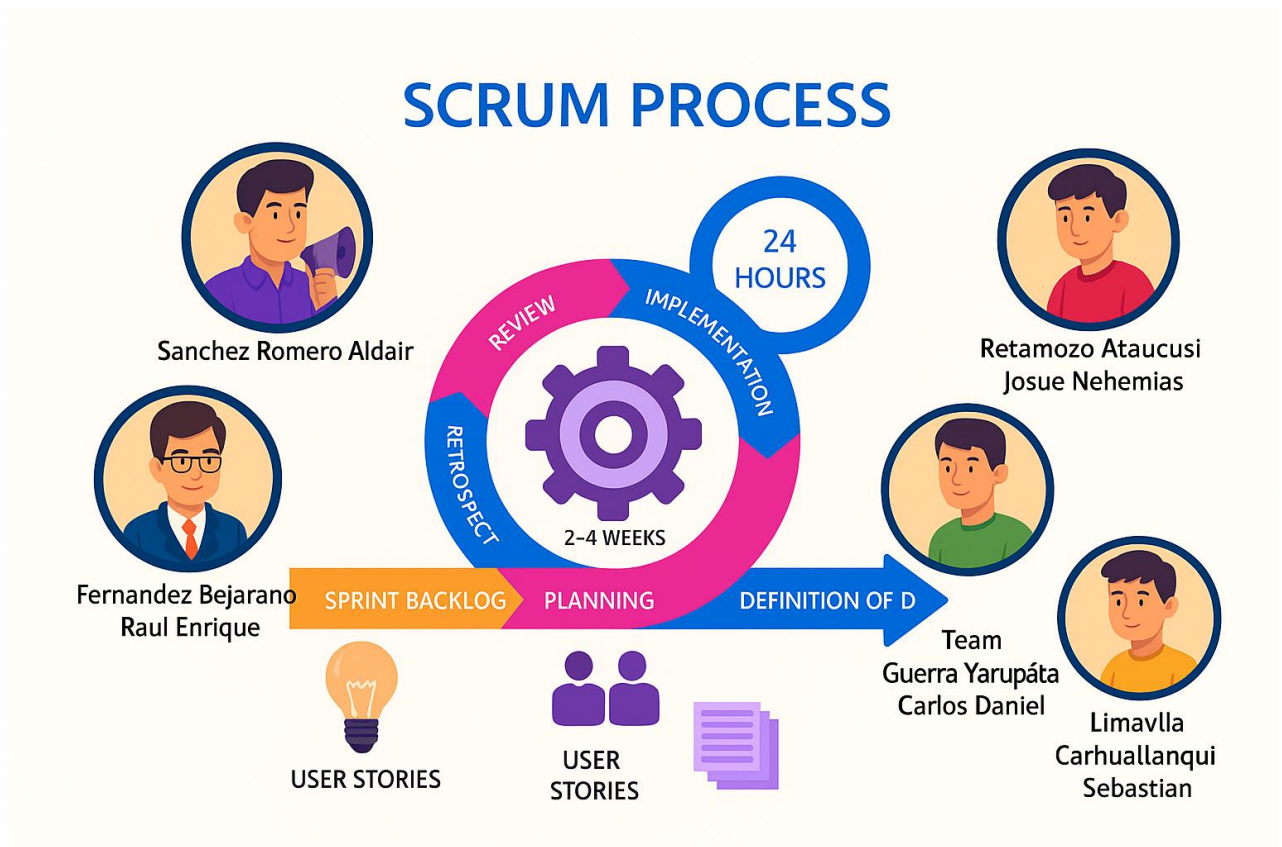 SCRUM PROCESS
24
HOURS
REVIEW
IMPLEMENTATION
RETROSPECT
2–4 WEEKS
Sanchez Romero Aldair
Retamozo Ataucusi
Josue Nehemias
Fernandez Bejarano
Raul Enrique
SPRINT BACKLOG
PLANNING
DEFINITION OF D
Team
Guerra Yarupáta
Carlos Daniel
Limavlla
Carhuallanqui
Sebastian
USER STORIES
USER
STORIES